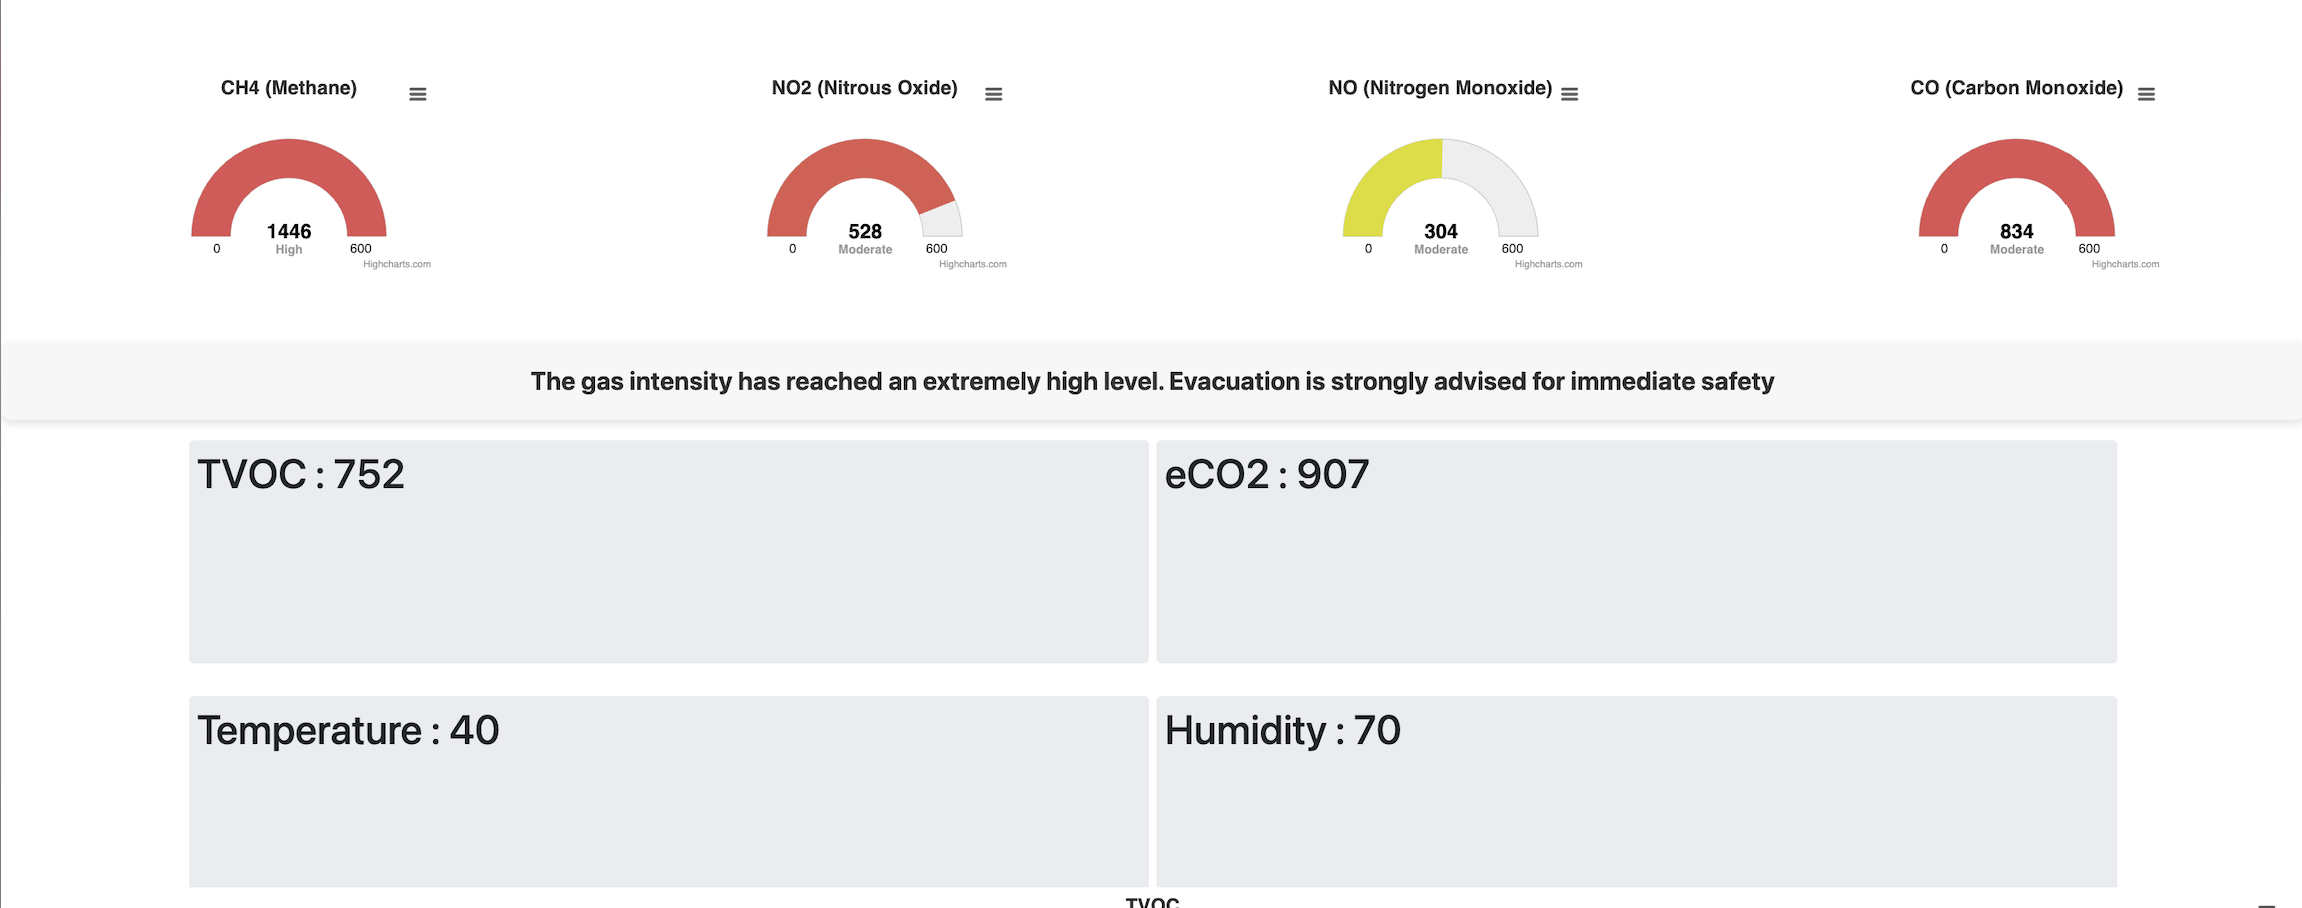 CH4 (Methane)
NO2 (Nitrous Oxide)
NO (Nitrogen Monoxide)
CO (Carbon Monoxide)
1446
High
0
600
Highcharts.com
528
Moderate
0
600
Highcharts.com
304
Moderate
0
600
Highcharts.com
834
Moderate
0
600
Highcharts.com
The gas intensity has reached an extremely high level. Evacuation is strongly advised for immediate safety
TVOC : 752
eCO2 : 907
Temperature : 40
Humidity : 70
TVOC